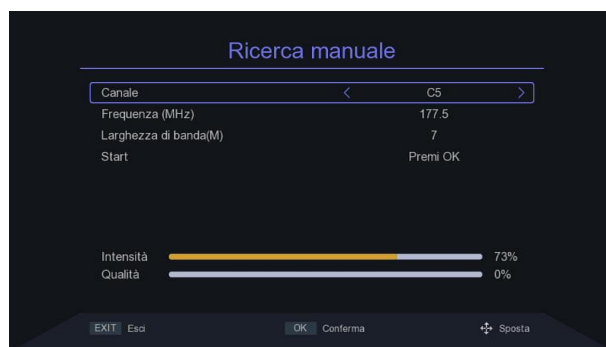 Ricerca manuale
Canale C5
Frequenza (MHz) 177.5
Larghezza di banda(M) 7
Start Premi OK
Intensità 73%
Qualità 0%
EXIT Esci OK Conferma Sposta